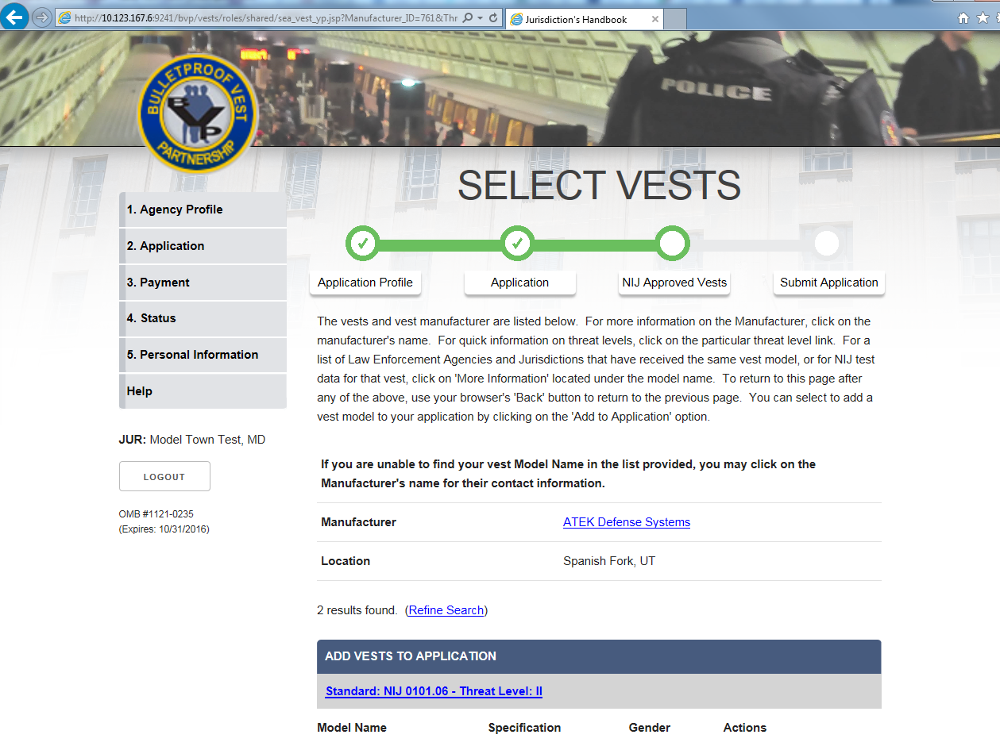 http://10.123.167.6:9241/bvp/vests/roles/shared/sea_vest_yp.jsp?Manufacturer_ID=761&Thr
Jurisdiction's Handbook
POLICE
BULLETPROOF VEST
BVP
PARTNERSHIP
SELECT VESTS
1. Agency Profile
2. Application
3. Payment
4. Status
5. Personal Information
Help
JUR: Model Town Test, MD
LOGOUT
OMB #1121-0235
(Expires: 10/31/2016)
Application Profile
Application
NIJ Approved Vests
Submit Application
The vests and vest manufacturer are listed below. For more information on the Manufacturer, click on the
manufacturer's name. For quick information on threat levels, click on the particular threat level link. For a
list of Law Enforcement Agencies and Jurisdictions that have received the same vest model, or for NIJ test
data for that vest, click on 'More Information' located under the model name. To return to this page after
any of the above, use your browser's 'Back' button to return to the previous page. You can select to add a
vest model to your application by clicking on the 'Add to Application' option.
If you are unable to find your vest Model Name in the list provided, you may click on the
Manufacturer's name for their contact information.
Manufacturer ATEK Defense Systems
Location Spanish Fork, UT
2 results found. (Refine Search)
ADD VESTS TO APPLICATION
Standard: NIJ 0101.06 - Threat Level: II
Model Name Specification Gender Actions